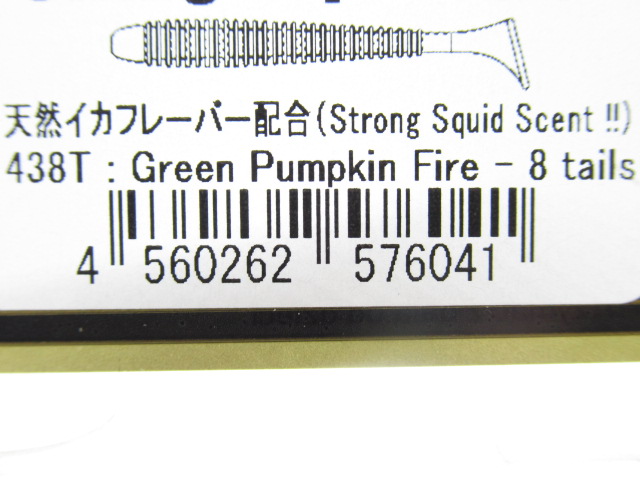 天然イカフレーバー配合(Strong Squid Scent !!)
438T : Green Pumpkin Fire - 8 tails
4 560262 576041